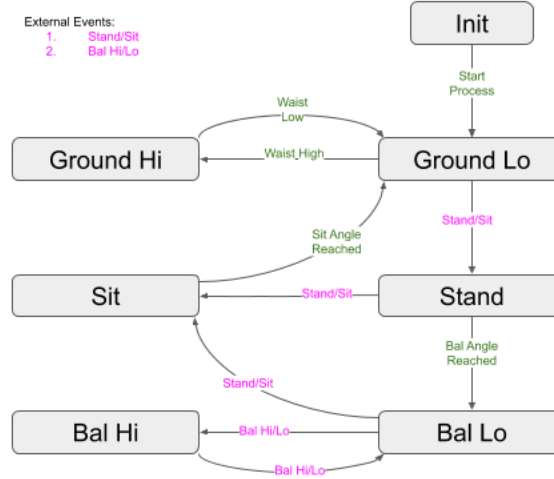 External Events:
1. Stand/Sit
2. Bal Hi/Lo
Init
Start
Process
Waist
Low
Ground Hi
Waist High
Ground Lo
Stand/Sit
Sit Angle
Reached
Sit
Stand/Sit
Stand
Bal Angle
Reached
Stand/Sit
Bal Hi
Bal Hi/Lo
Bal Lo
Bal Hi/Lo